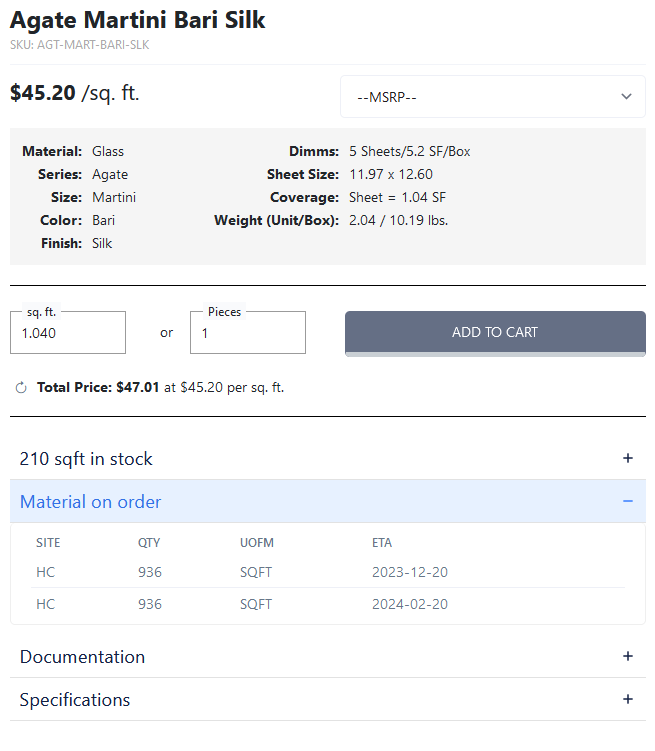 Agate Martini Bari Silk
SKU: AGT-MART-BARI-SLK
$45.20 /sq. ft.
--MSRP--
Material: Glass
Series: Agate
Size: Martini
Color: Bari
Finish: Silk
Dimms: 5 Sheets/5.2 SF/Box
Sheet Size: 11.97 x 12.60
Coverage: Sheet = 1.04 SF
Weight (Unit/Box): 2.04 / 10.19 lbs.
sq. ft.
1.040
or
Pieces
1
ADD TO CART
Total Price: $47.01 at $45.20 per sq. ft.
210 sqft in stock +
Material on order −
SITE QTY UOFM ETA
HC 936 SQFT 2023-12-20
HC 936 SQFT 2024-02-20
Documentation +
Specifications +